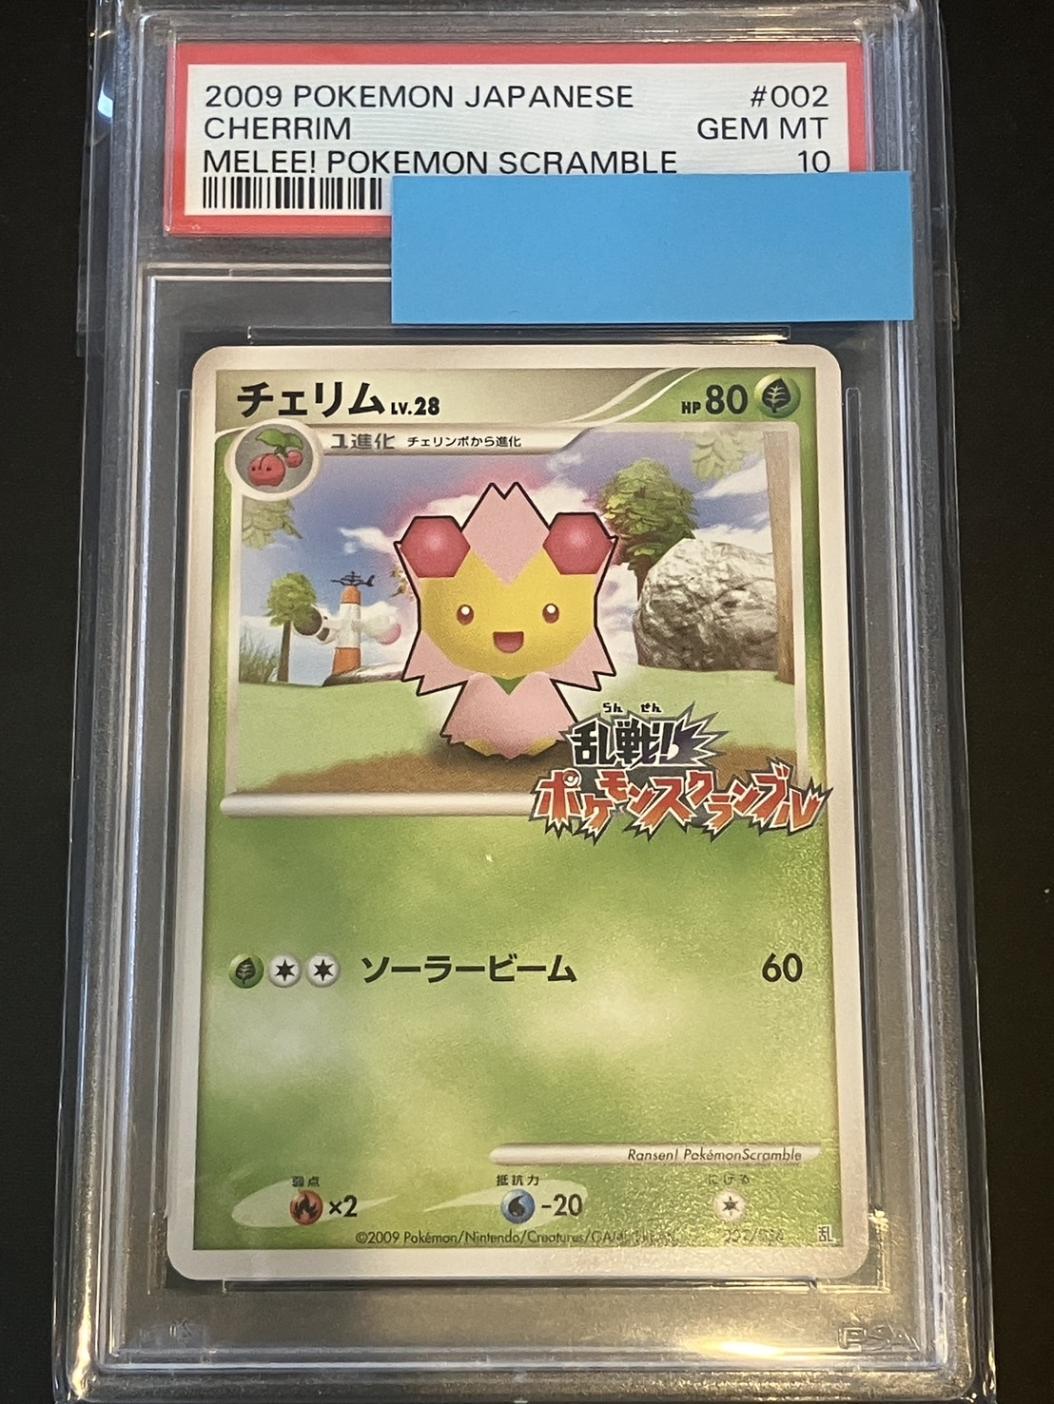 2009 POKEMON JAPANESE #002
CHERRIM GEM MT
MELEE! POKEMON SCRAMBLE 10
チェリム LV.28 HP 80
1進化 チェリンボから進化
らん せん
乱戦!
ポケモンスクランブル
ソーラービーム 60
Ransen! PokémonScramble
弱点 抵抗力 にげる
×2 -20
©2009 Pokémon/Nintendo/Creatures/GAME FREAK 乱
PSA